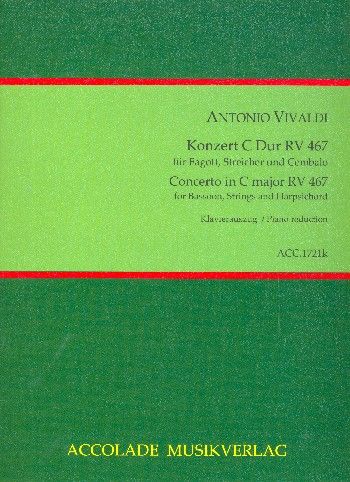 ANTONIO VIVALDI
Konzert C Dur RV 467
für Fagott, Streicher und Cembalo
Concerto in C major RV 467
for Bassoon, Strings and Harpsichord
Klavierauszug / Piano reduction
ACC.1721k
ACCOLADE MUSIKVERLAG